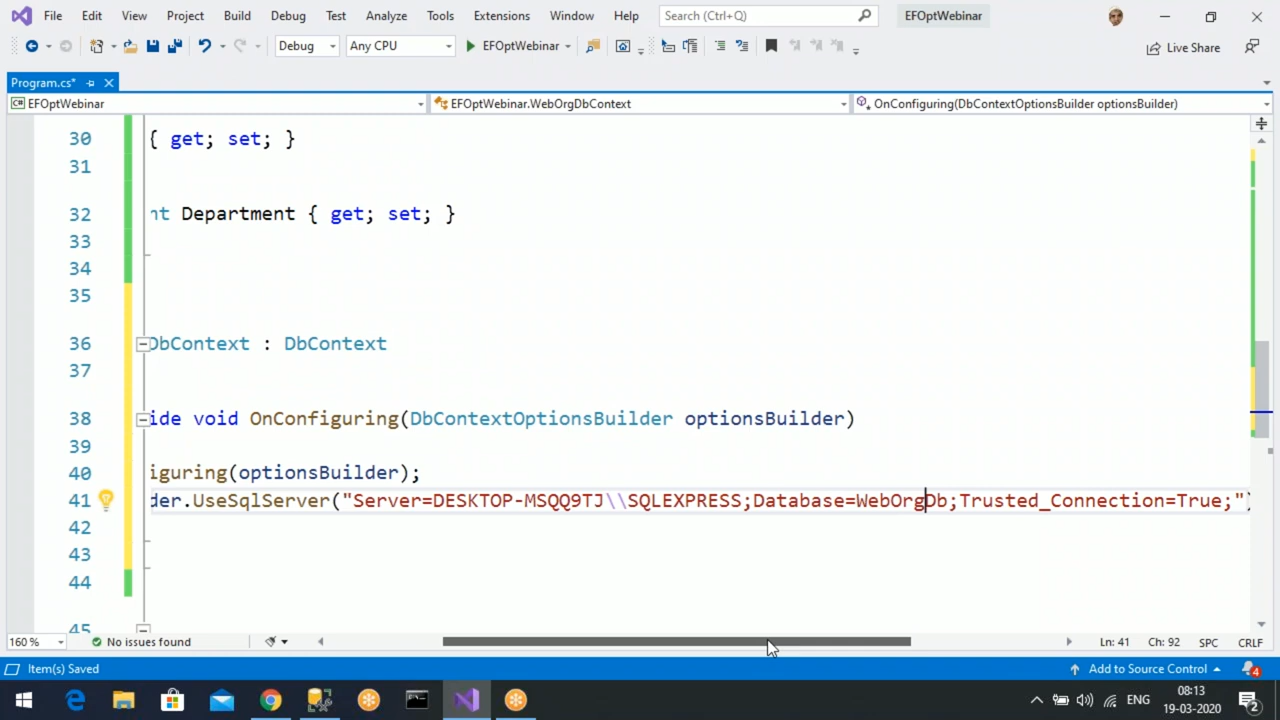 File Edit View Project Build Debug Test Analyze Tools Extensions Window Help Search (Ctrl+Q) EFOptWebinar
Debug Any CPU EFOptWebinar Live Share
Program.cs*
C# EFOptWebinar EFOptWebinar.WebOrgDbContext OnConfiguring(DbContextOptionsBuilder optionsBuilder)
30 { get; set; }
31
32 nt Department { get; set; }
33
34
35
36 DbContext : DbContext
37
38 ide void OnConfiguring(DbContextOptionsBuilder optionsBuilder)
39
40 iguring(optionsBuilder);
41 der.UseSqlServer("Server=DESKTOP-MSQQ9TJ\\SQLEXPRESS;Database=WebOrgDb;Trusted_Connection=True;")
42
43
44
45
160 % No issues found Ln: 41 Ch: 92 SPC CRLF
Item(s) Saved Add to Source Control 4
ENG 08:13
19-03-2020 2